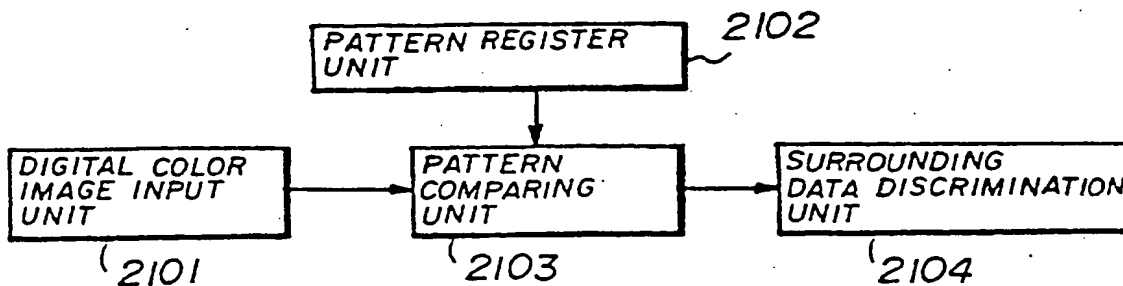 PATTERN REGISTER
UNIT
2102
DIGITAL COLOR
IMAGE INPUT
UNIT
2101
PATTERN
COMPARING
UNIT
2103
SURROUNDING
DATA DISCRIMINATION
UNIT
2104